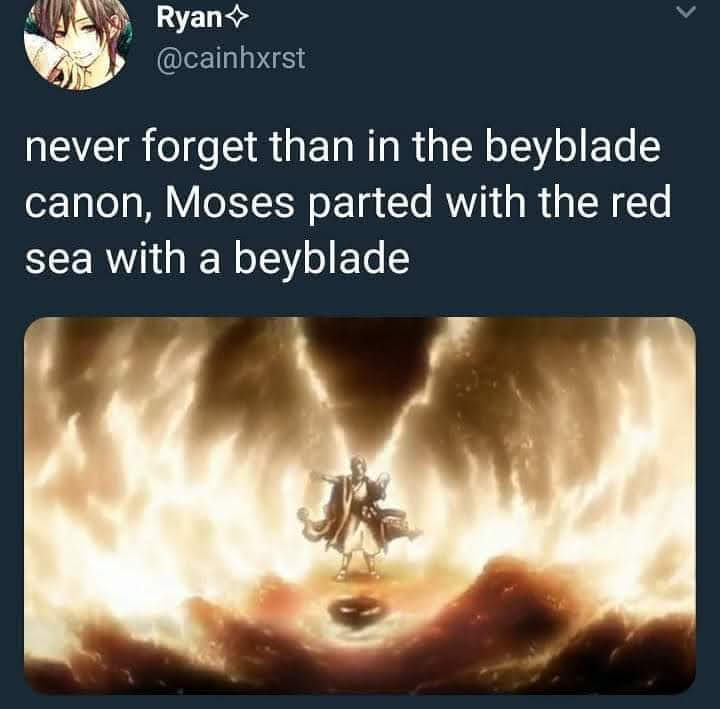 Ryan✧
@cainhxrst
never forget than in the beyblade
canon, Moses parted with the red
sea with a beyblade